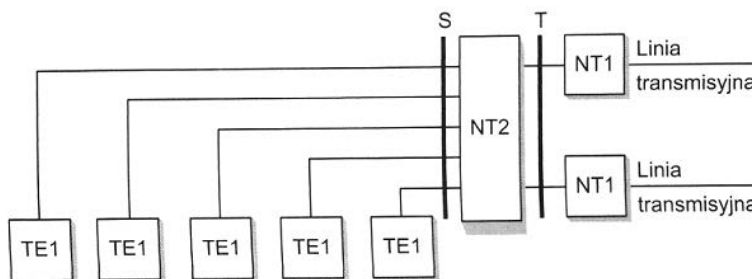 S
T
Linia
NT1
transmisyjna
NT2
Linia
NT1
transmisyjna
TE1
TE1
TE1
TE1
TE1